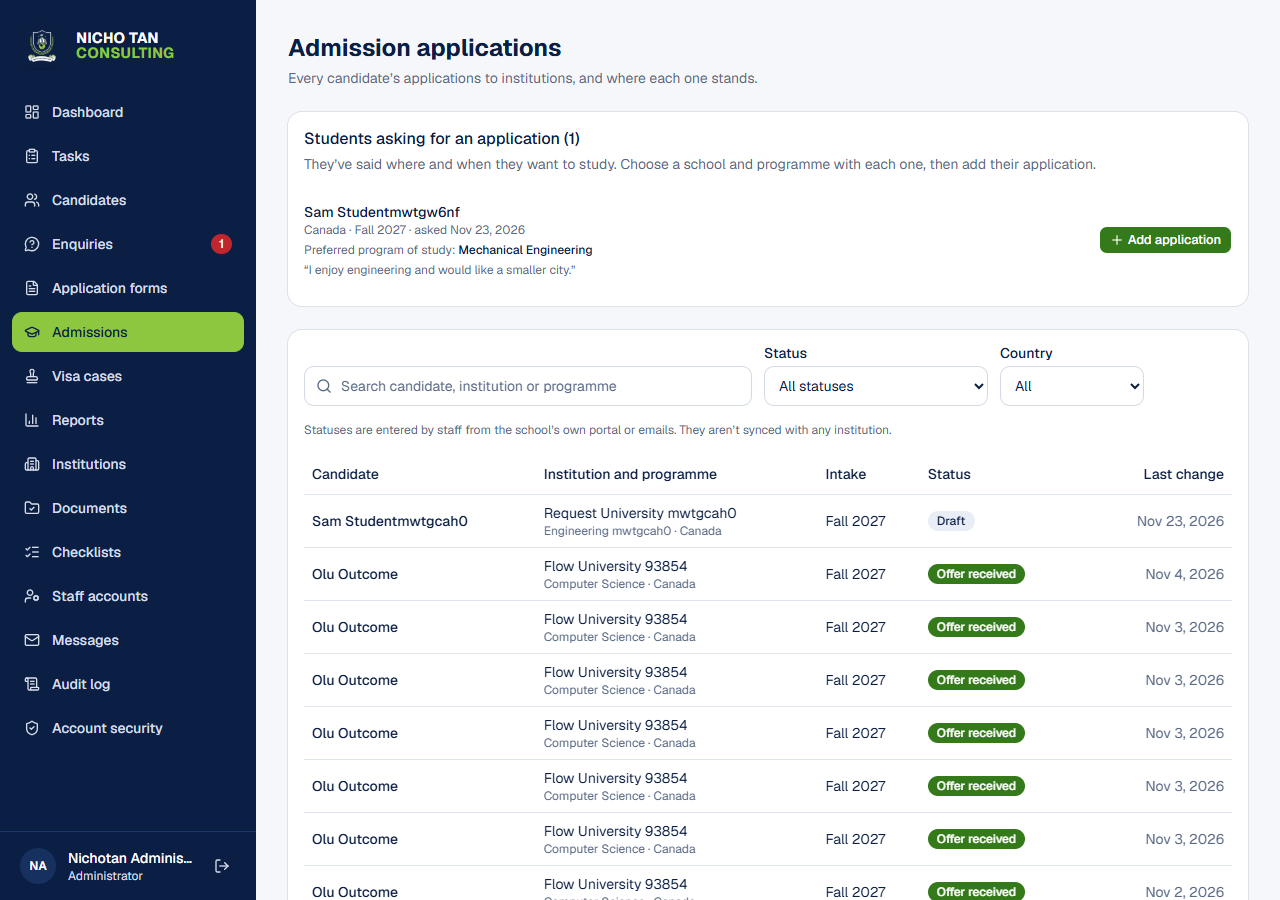 NICHO TAN
CONSULTING
Dashboard
Tasks
Candidates
Enquiries
1
Application forms
Admissions
Visa cases
Reports
Institutions
Documents
Checklists
Staff accounts
Messages
Audit log
Account security
NA
Nichotan Adminis...
Administrator
Admission applications
Every candidate's applications to institutions, and where each one stands.
Students asking for an application (1)
They've said where and when they want to study. Choose a school and programme with each one, then add their application.
Sam Studentmwtgw6nf
Canada · Fall 2027 · asked Nov 23, 2026
Preferred program of study: Mechanical Engineering
“I enjoy engineering and would like a smaller city.”
+ Add application
Status
Country
Search candidate, institution or programme
All statuses
All
Statuses are entered by staff from the school's own portal or emails. They aren't synced with any institution.
Candidate Institution and programme Intake Status Last change
Sam Studentmwtgcah0 Request University mwtgcah0 Fall 2027 Draft Nov 23, 2026
Engineering mwtgcah0 · Canada
Olu Outcome Flow University 93854 Fall 2027 Offer received Nov 4, 2026
Computer Science · Canada
Olu Outcome Flow University 93854 Fall 2027 Offer received Nov 3, 2026
Computer Science · Canada
Olu Outcome Flow University 93854 Fall 2027 Offer received Nov 3, 2026
Computer Science · Canada
Olu Outcome Flow University 93854 Fall 2027 Offer received Nov 3, 2026
Computer Science · Canada
Olu Outcome Flow University 93854 Fall 2027 Offer received Nov 3, 2026
Computer Science · Canada
Olu Outcome Flow University 93854 Fall 2027 Offer received Nov 3, 2026
Computer Science · Canada
Olu Outcome Flow University 93854 Fall 2027 Offer received Nov 2, 2026